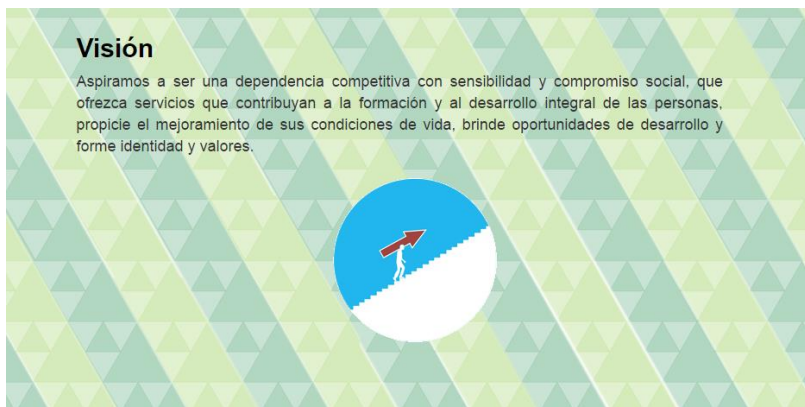 Visión
Aspiramos a ser una dependencia competitiva con sensibilidad y compromiso social, que
ofrezca servicios que contribuyan a la formación y al desarrollo integral de las personas,
propicie el mejoramiento de sus condiciones de vida, brinde oportunidades de desarrollo y
forme identidad y valores.